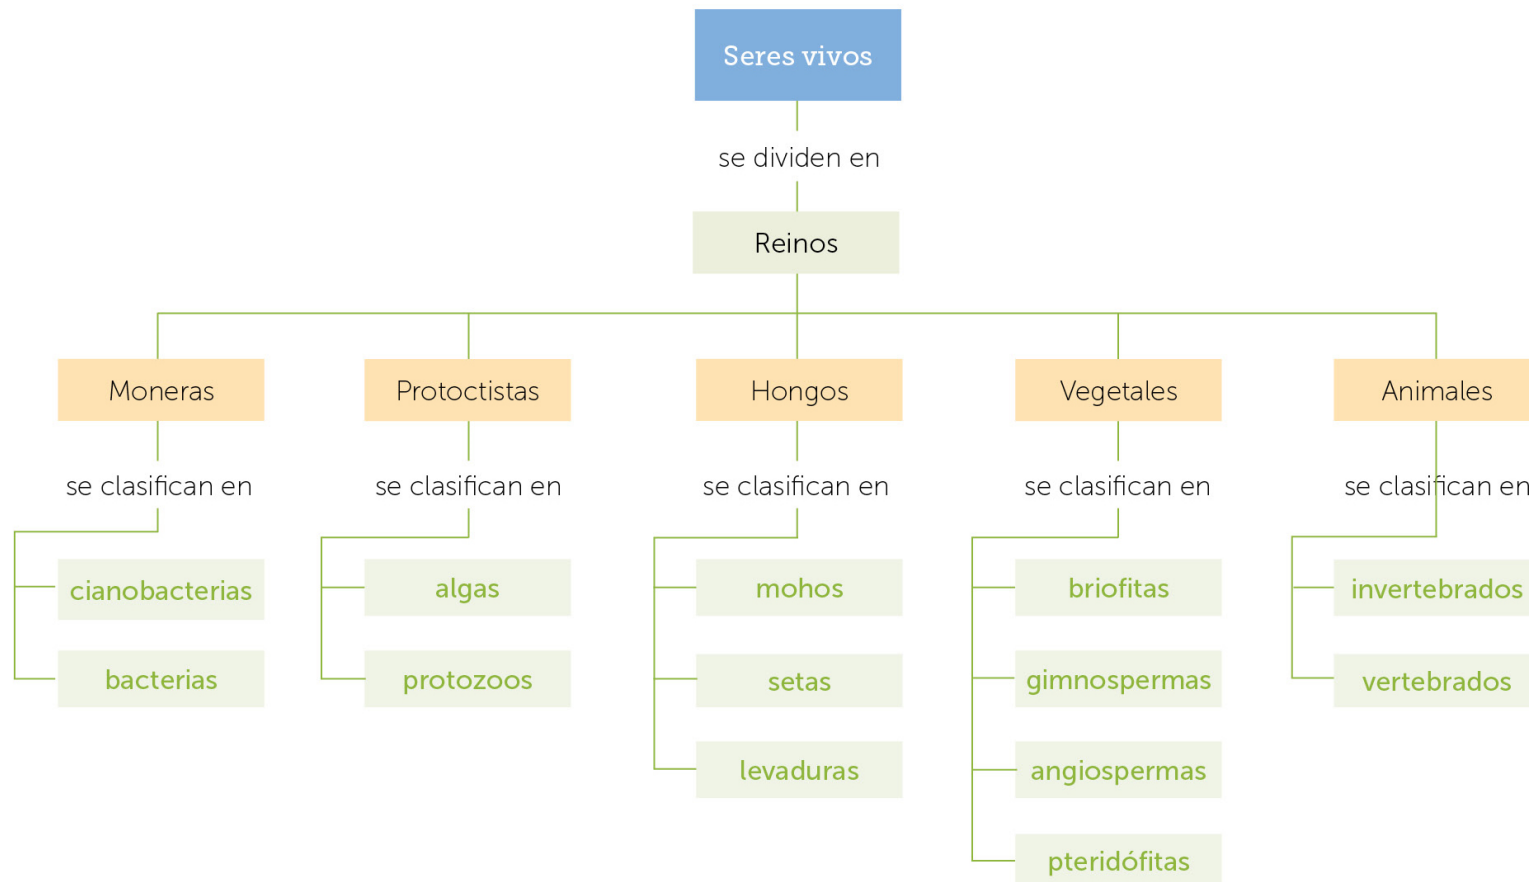 Seres vivos
se dividen en
Reinos
Moneras
Protoctistas
Hongos
Vegetales
Animales
se clasifican en
se clasifican en
se clasifican en
se clasifican en
se clasifican en
cianobacterias
algas
mohos
briofitas
invertebrados
bacterias
protozoos
setas
gimnospermas
vertebrados
levaduras
angiospermas
pteridófitas